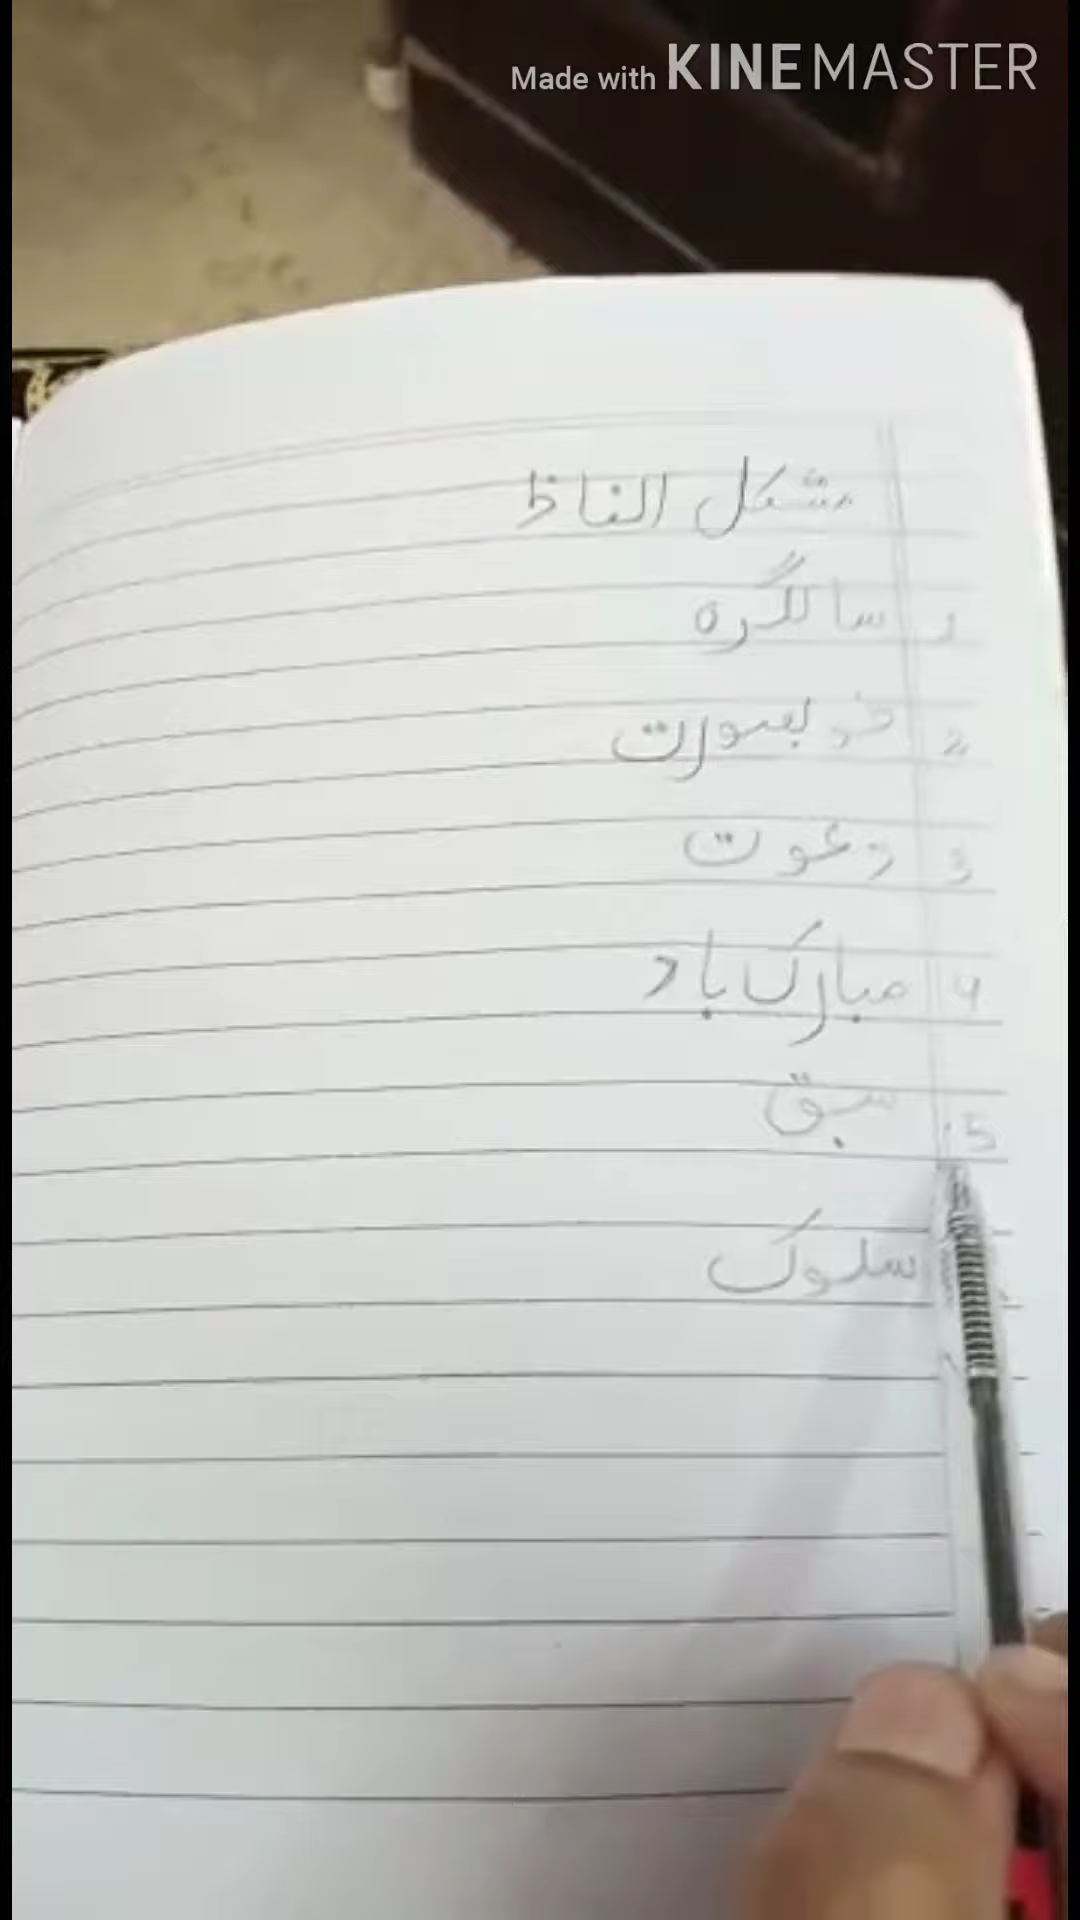 Made with KINEMASTER
مشکل الفاظ
1 سالگرہ
2 خوبصورت
3 دعوت
4 مبارک باد
5 سبق
سلوک